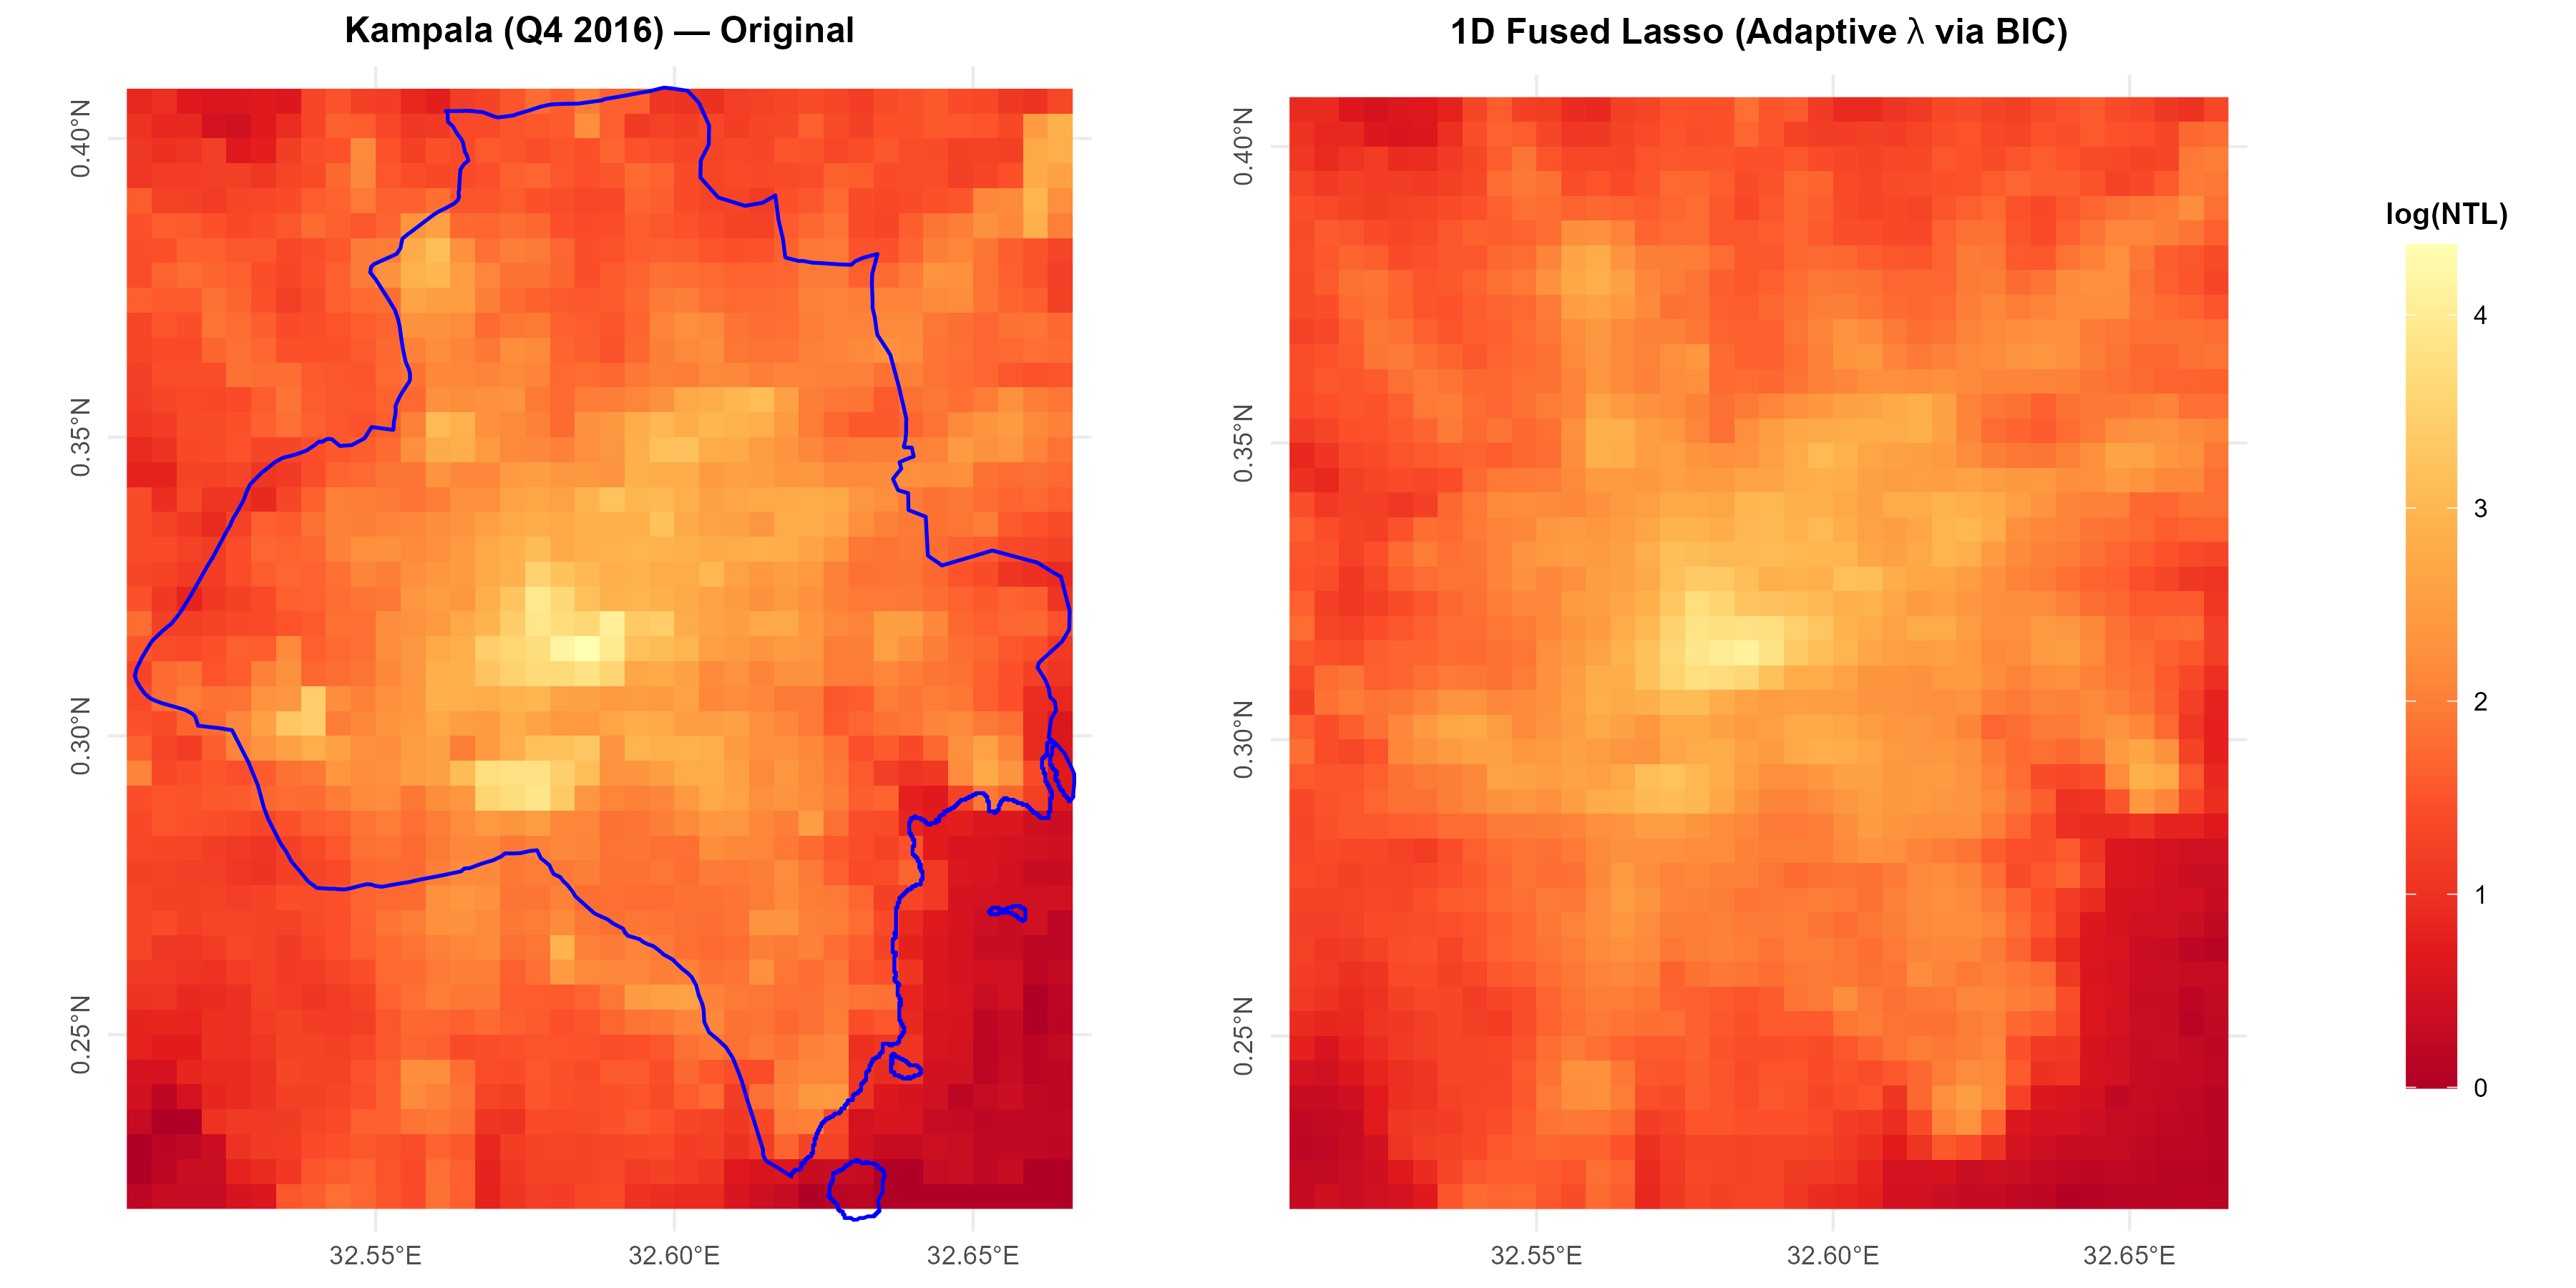 Kampala (Q4 2016) — Original
0.40°N
0.35°N
0.30°N
0.25°N
32.55°E
32.60°E
32.65°E
1D Fused Lasso (Adaptive λ via BIC)
0.40°N
0.35°N
0.30°N
0.25°N
32.55°E
32.60°E
32.65°E
log(NTL)
4
3
2
1
0